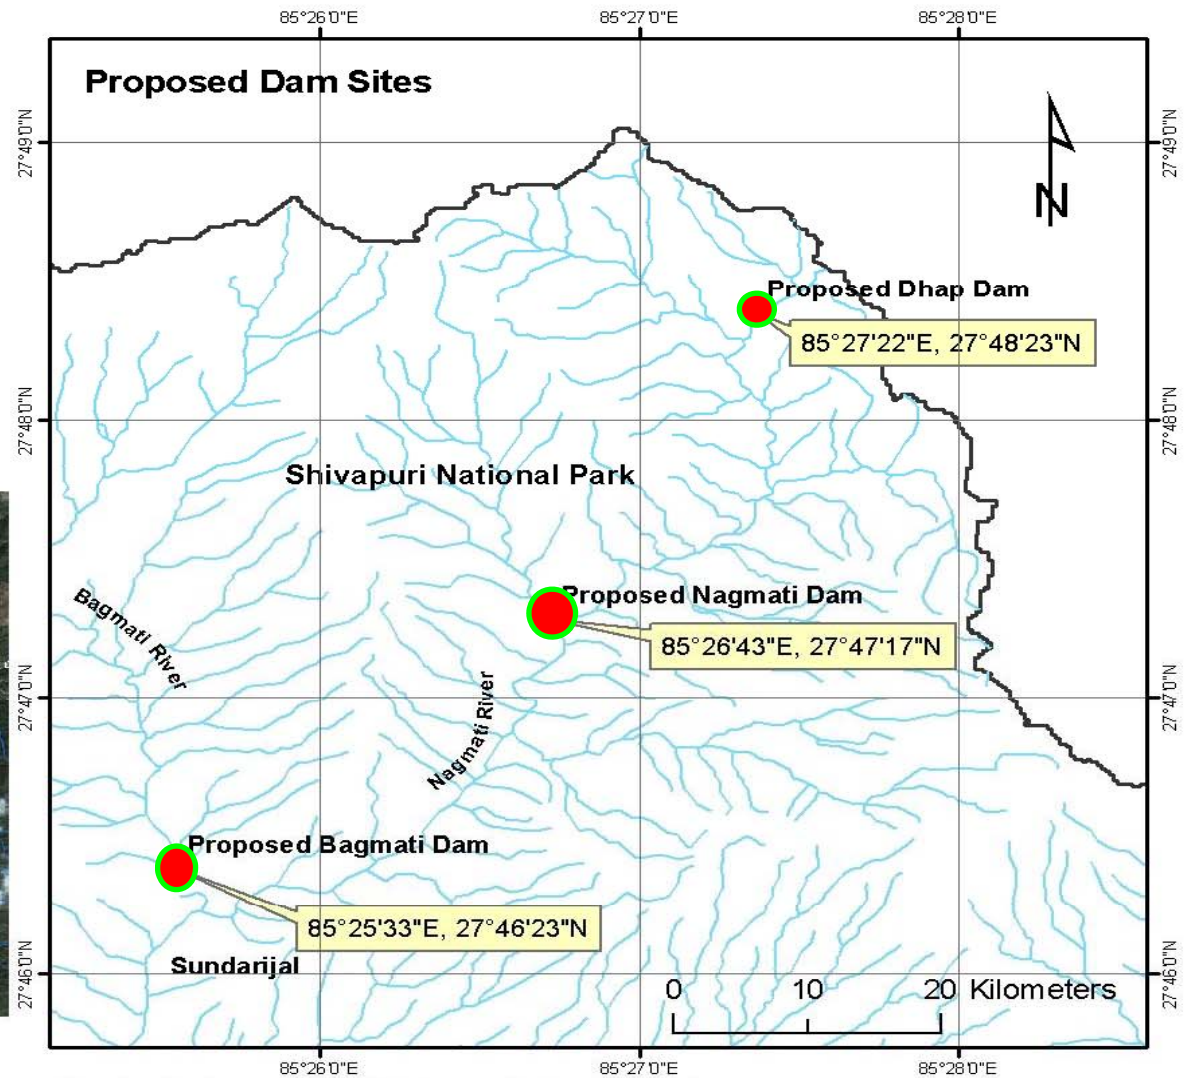 85°26'0"E 85°27'0"E 85°28'0"E
Proposed Dam Sites
N
27°49'0"N 27°49'0"N
Proposed Dhap Dam
85°27'22"E, 27°48'23"N
27°48'0"N 27°48'0"N
Shivapuri National Park
Proposed Nagmati Dam
85°26'43"E, 27°47'17"N
Bagmati River
27°47'0"N 27°47'0"N
Nagmati River
Proposed Bagmati Dam
85°25'33"E, 27°46'23"N
Sundarijal
27°46'0"N 27°46'0"N
0 10 20 Kilometers
85°26'0"E 85°27'0"E 85°28'0"E